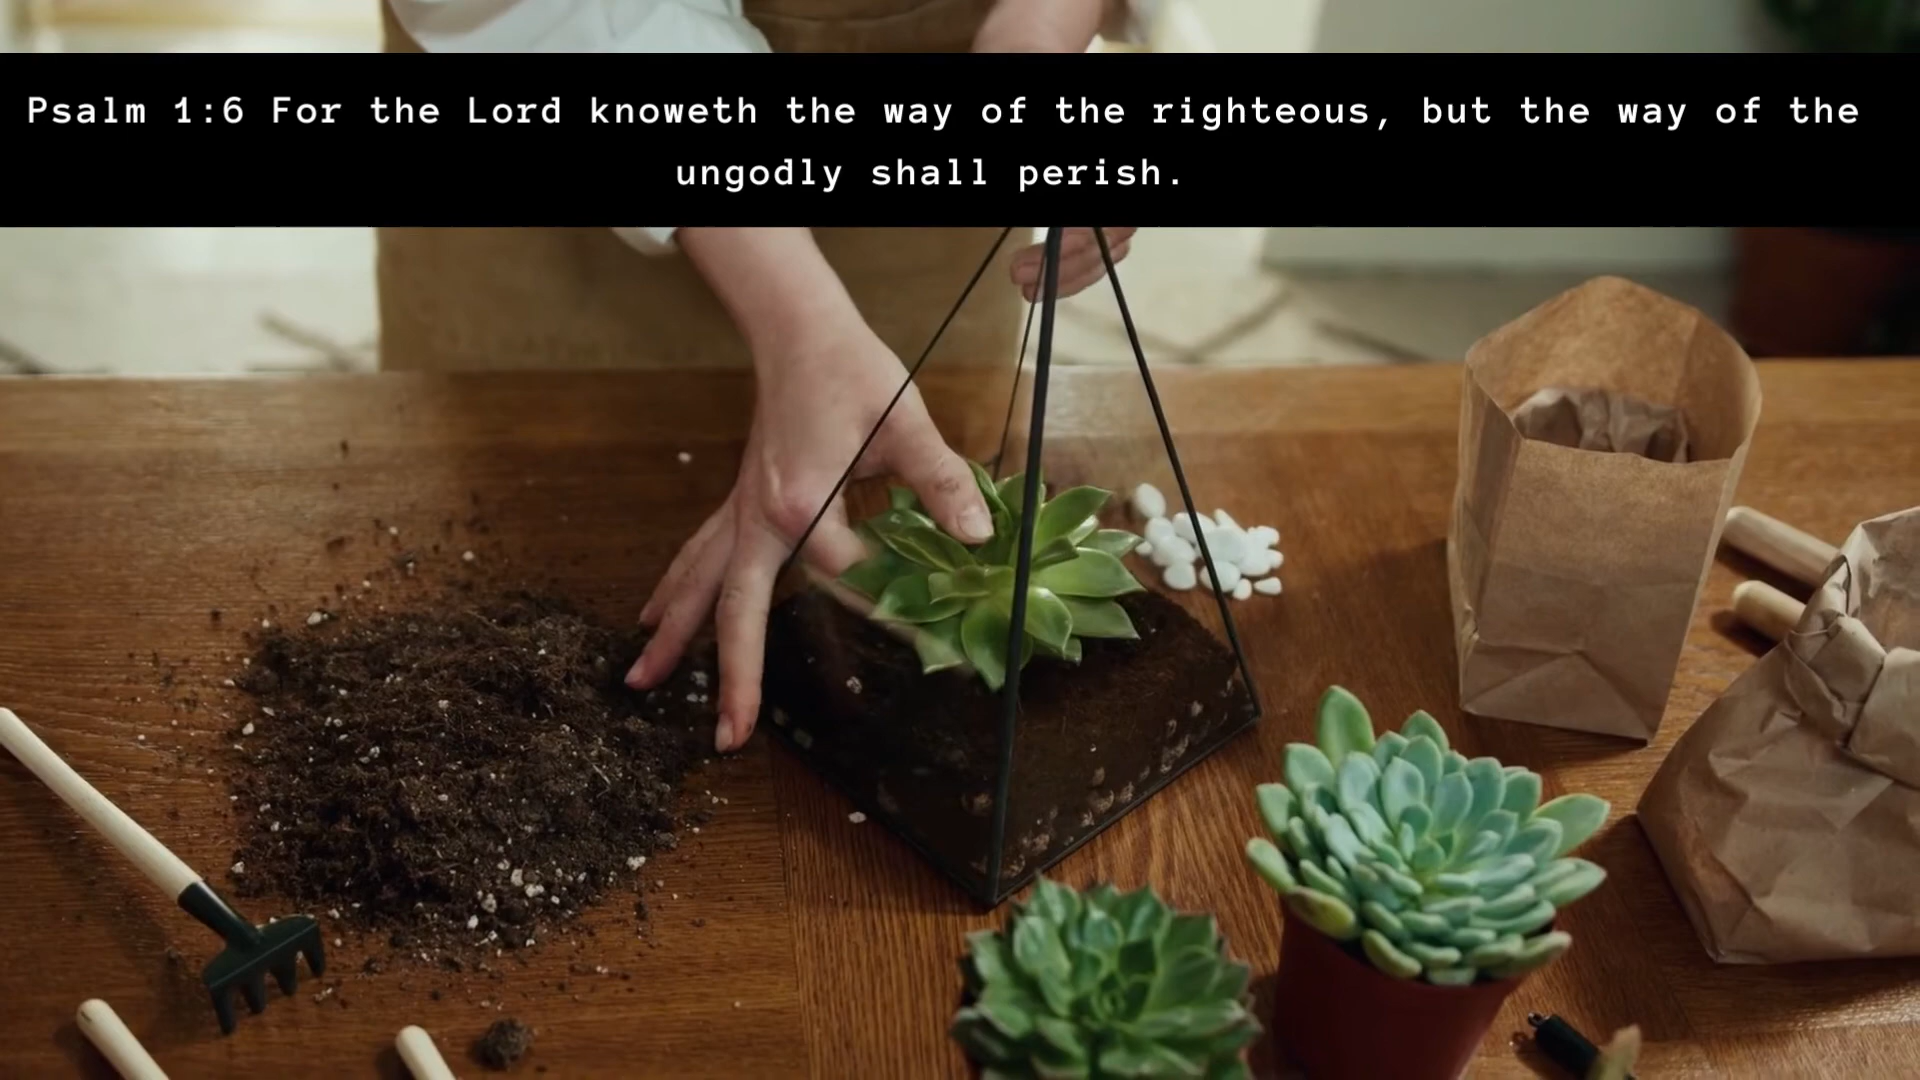 Psalm 1:6 For the Lord knoweth the way of the righteous, but the way of the
ungodly shall perish.